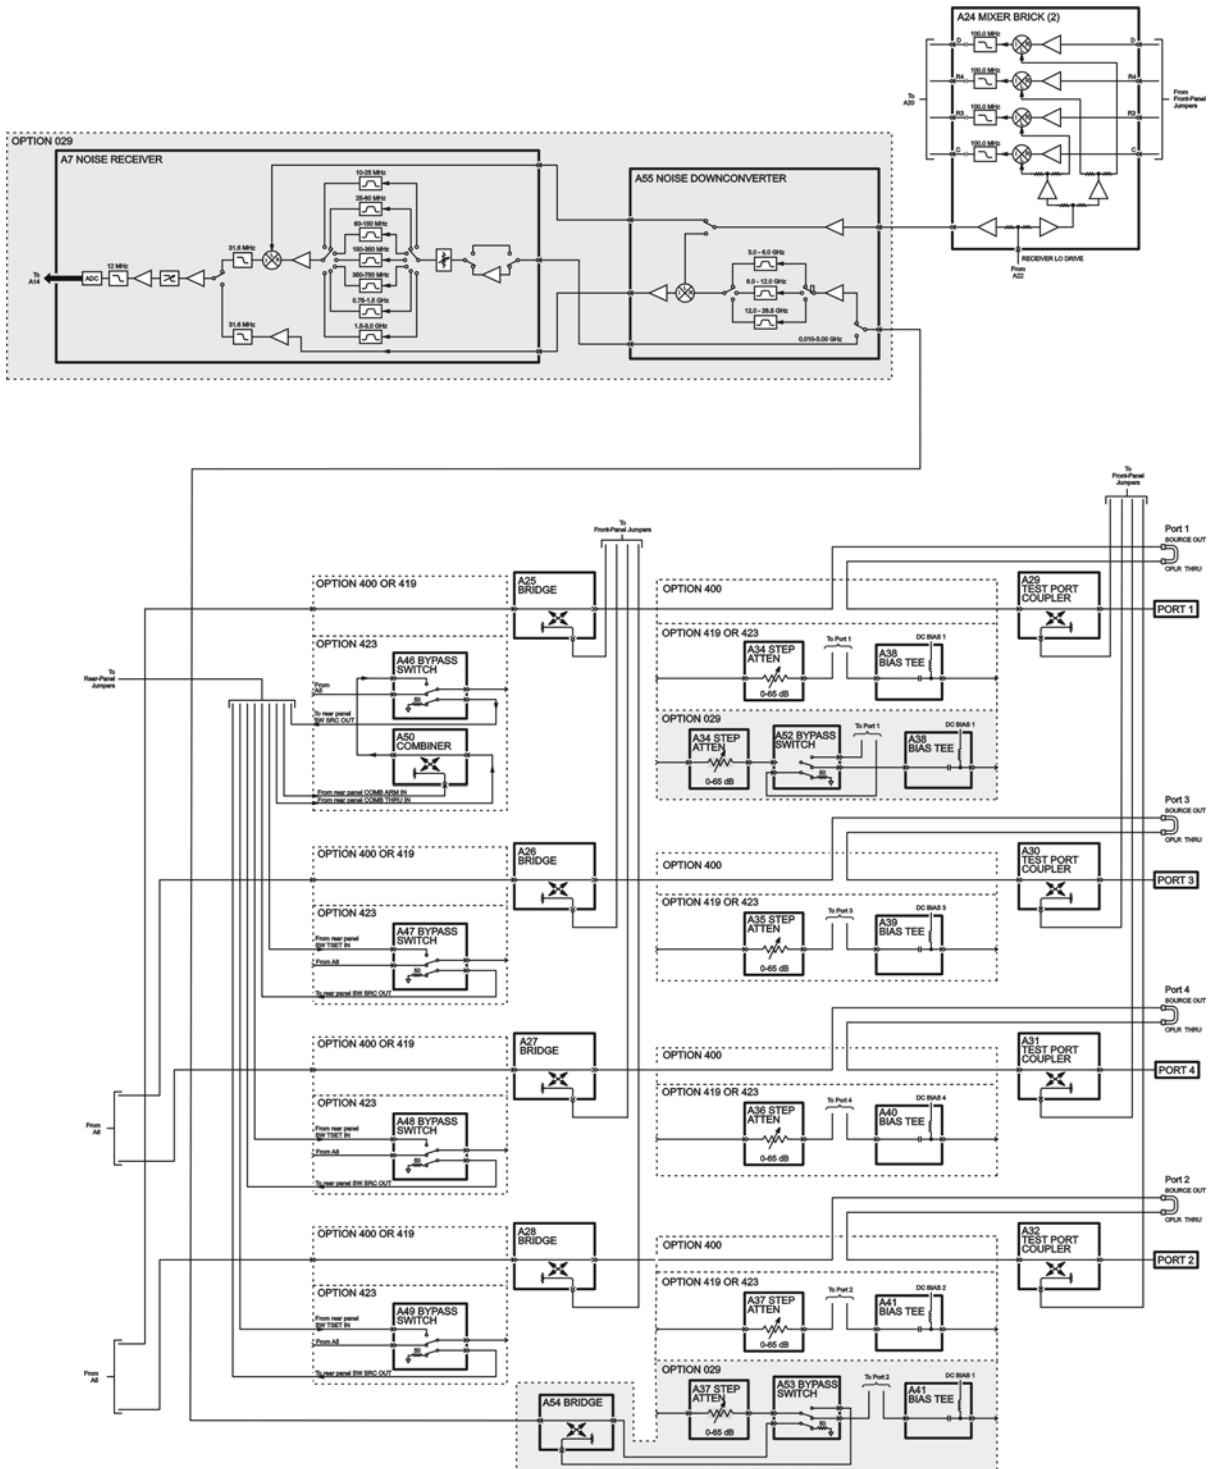 A24 MIXER BRICK (2)
D
100.0 MHz
D
R4
100.0 MHz
R4
R3
100.0 MHz
R3
C
100.0 MHz
C
To
A20
From
Front-Panel
Jumpers
RECEIVER LO DRIVE
From
A22
OPTION 029
A7 NOISE RECEIVER
10-25 MHz
25-60 MHz
60-150 MHz
150-360 MHz
360-750 MHz
0.75-1.5 GHz
1.5-3.0 GHz
31.6 MHz
12 MHz
To
A14
ADC
31.6 MHz
A55 NOISE DOWNCONVERTER
3.0 - 6.0 GHz
6.0 - 12.0 GHz
12.0 - 26.5 GHz
0.010-3.00 GHz
To
Front-Panel
Jumpers
To
Front-Panel Jumpers
Port 1
SOURCE OUT
CPLR THRU
OPTION 400 OR 419
A25
BRIDGE
OPTION 400
A29
TEST PORT
COUPLER
PORT 1
OPTION 423
A46 BYPASS
SWITCH
From
A5
50
To rear panel
SW SRC OUT
A50
COMBINER
From rear panel COMB ARM IN
From rear panel COMB THRU IN
To
Rear-Panel
Jumpers
OPTION 419 OR 423
A34 STEP
ATTEN
0-65 dB
To Port 1
DC BIAS 1
A38
BIAS TEE
OPTION 029
A34 STEP
ATTEN
0-65 dB
A52 BYPASS
SWITCH
50
To Port 1
DC BIAS 1
A38
BIAS TEE
Port 3
SOURCE OUT
CPLR THRU
OPTION 400 OR 419
A26
BRIDGE
OPTION 400
A30
TEST PORT
COUPLER
PORT 3
OPTION 423
A47 BYPASS
SWITCH
From rear panel
SW TSET IN
From A8
50
To rear panel SW SRC OUT
OPTION 419 OR 423
A35 STEP
ATTEN
0-65 dB
To Port 3
DC BIAS 3
A39
BIAS TEE
Port 4
SOURCE OUT
CPLR THRU
OPTION 400 OR 419
A27
BRIDGE
OPTION 400
A31
TEST PORT
COUPLER
PORT 4
From
A8
OPTION 423
A48 BYPASS
SWITCH
From rear panel
SW TSET IN
From A8
50
To rear panel SW SRC OUT
OPTION 419 OR 423
A36 STEP
ATTEN
0-65 dB
To Port 4
DC BIAS 4
A40
BIAS TEE
Port 2
SOURCE OUT
CPLR THRU
OPTION 400 OR 419
A28
BRIDGE
OPTION 400
A32
TEST PORT
COUPLER
PORT 2
From
A5
OPTION 423
A49 BYPASS
SWITCH
From rear panel
SW TSET IN
From A5
50
To rear panel SW SRC OUT
OPTION 419 OR 423
A37 STEP
ATTEN
0-65 dB
To Port 2
DC BIAS 2
A41
BIAS TEE
OPTION 029
A54 BRIDGE
A37 STEP
ATTEN
0-65 dB
A53 BYPASS
SWITCH
50
To Port 2
DC BIAS 1
A41
BIAS TEE